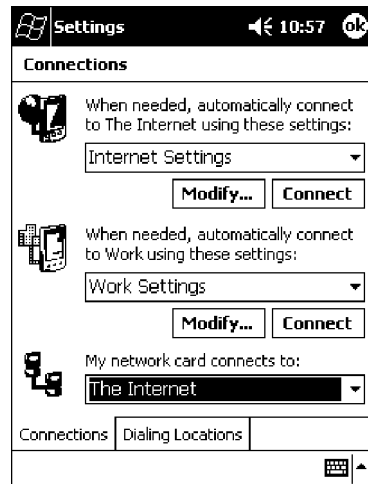 Settings 10:57 ok
Connections
When needed, automatically connect
to The Internet using these settings:
Internet Settings
Modify... Connect
When needed, automatically connect
to Work using these settings:
Work Settings
Modify... Connect
My network card connects to:
The Internet
Connections Dialing Locations